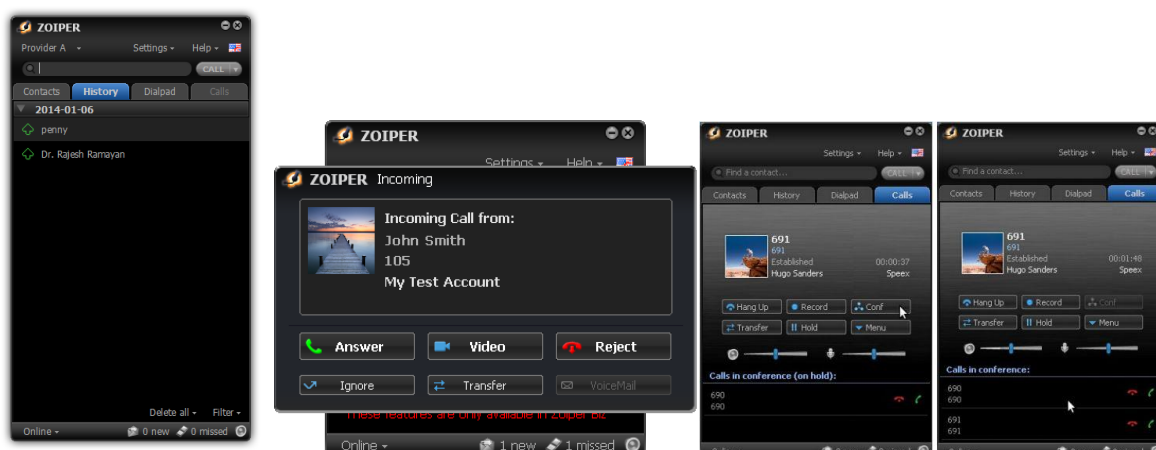 ZOIPER
Provider A Settings Help
CALL
Contacts History Dialpad Calls
2014-01-06
penny
Dr. Rajesh Ramayan
Delete all Filter
Online 0 new 0 missed
ZOIPER
Settings Help
ZOIPER Incoming
Incoming Call from:
John Smith
105
My Test Account
Answer Video Reject
Ignore Transfer VoiceMail
These features are only available in Zoiper Biz
Online 1 new 1 missed
ZOIPER
Settings Help
Find a contact... CALL
Contacts History Dialpad Calls
691
691
Established 00:00:37
Hugo Sanders Speex
Hang Up Record Conf
Transfer Hold Menu
Calls in conference (on hold):
690
690
ZOIPER
Settings Help
Find a contact... CALL
Contacts History Dialpad Calls
691
691
Established 00:01:48
Hugo Sanders Speex
Hang Up Record Conf
Transfer Hold Menu
Calls in conference:
690
690
691
691